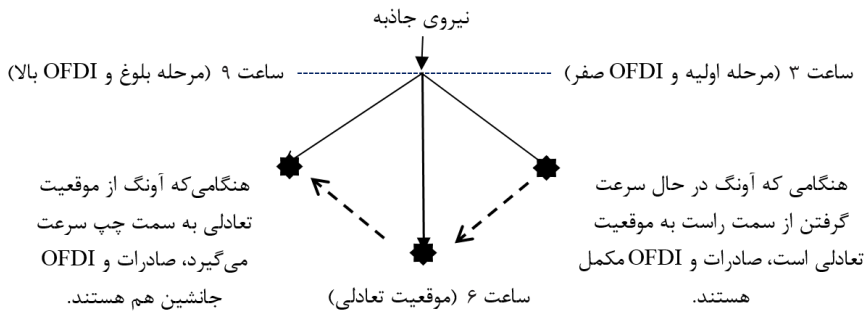 نیروی جاذبه
ساعت ۳ (مرحله اولیه و OFDI صفر)
ساعت ۹ (مرحله بلوغ و OFDI بالا)
هنگامی که آونگ در حال سرعت
گرفتن از سمت راست به موقعیت
تعادلی است، صادرات و OFDI مکمل
هستند.
هنگامی‌که آونگ از موقعیت
تعادلی به سمت چپ سرعت
می‌گیرد، صادرات و OFDI
جانشین هم هستند.
ساعت ۶ (موقعیت تعادلی)